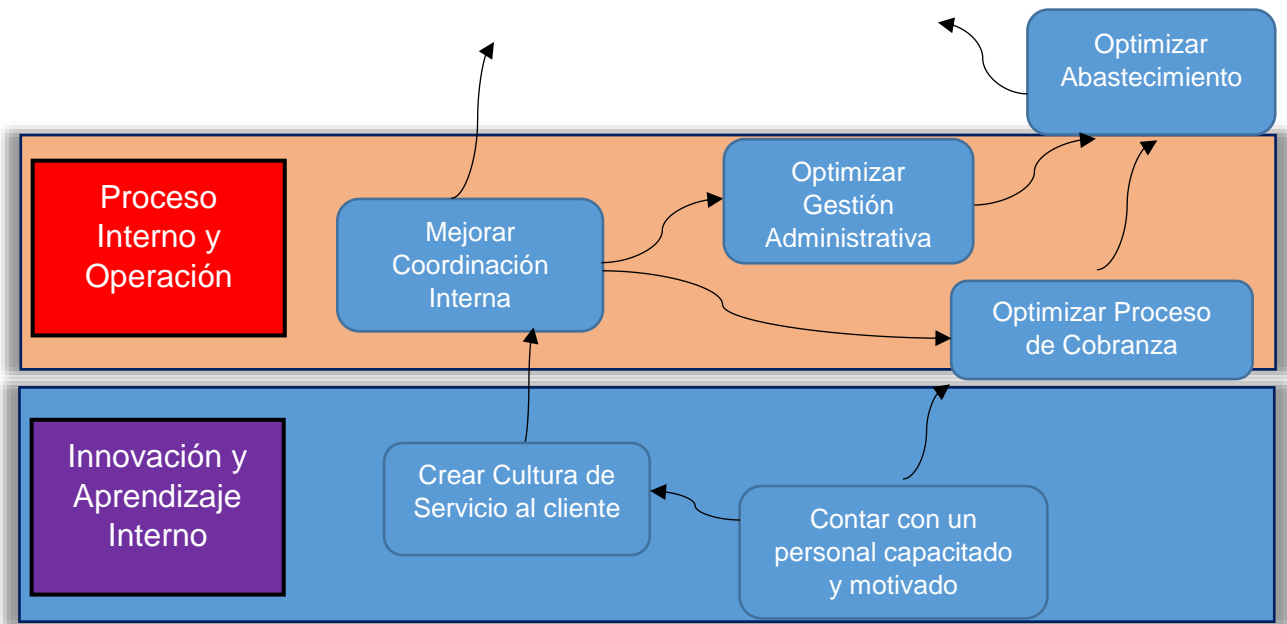 Optimizar
Abastecimiento
Proceso
Interno y
Operación
Mejorar
Coordinación
Interna
Optimizar
Gestión
Administrativa
Optimizar Proceso
de Cobranza
Innovación y
Aprendizaje
Interno
Crear Cultura de
Servicio al cliente
Contar con un
personal capacitado
y motivado